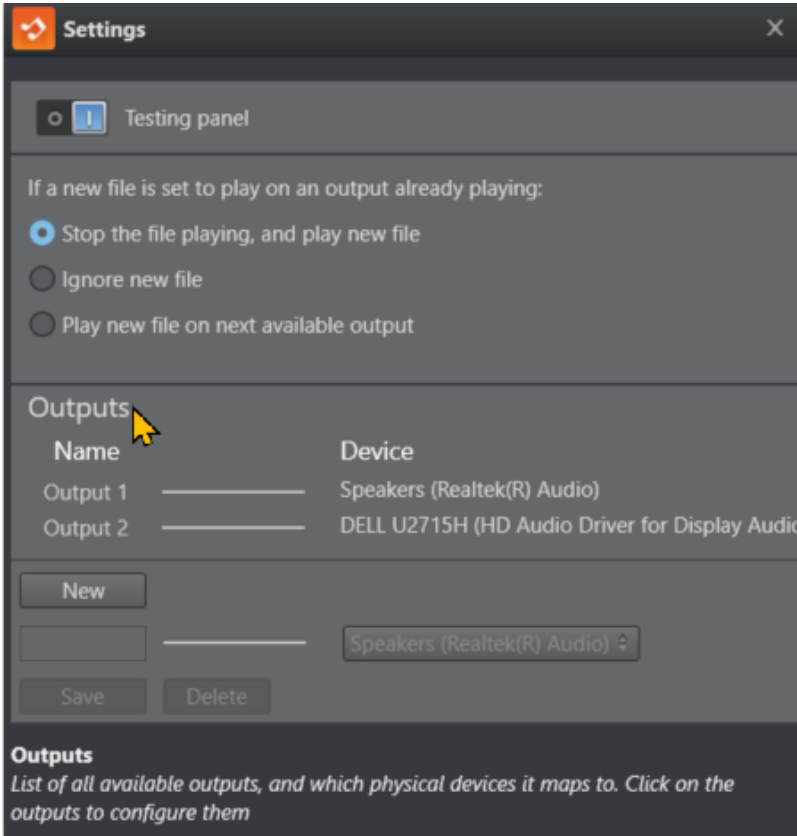 Settings
Testing panel
If a new file is set to play on an output already playing:
Stop the file playing, and play new file
Ignore new file
Play new file on next available output
Outputs
Name Device
Output 1 Speakers (Realtek(R) Audio)
Output 2 DELL U2715H (HD Audio Driver for Display Audio
New
Speakers (Realtek(R) Audio)
Save Delete
Outputs
List of all available outputs, and which physical devices it maps to. Click on the
outputs to configure them